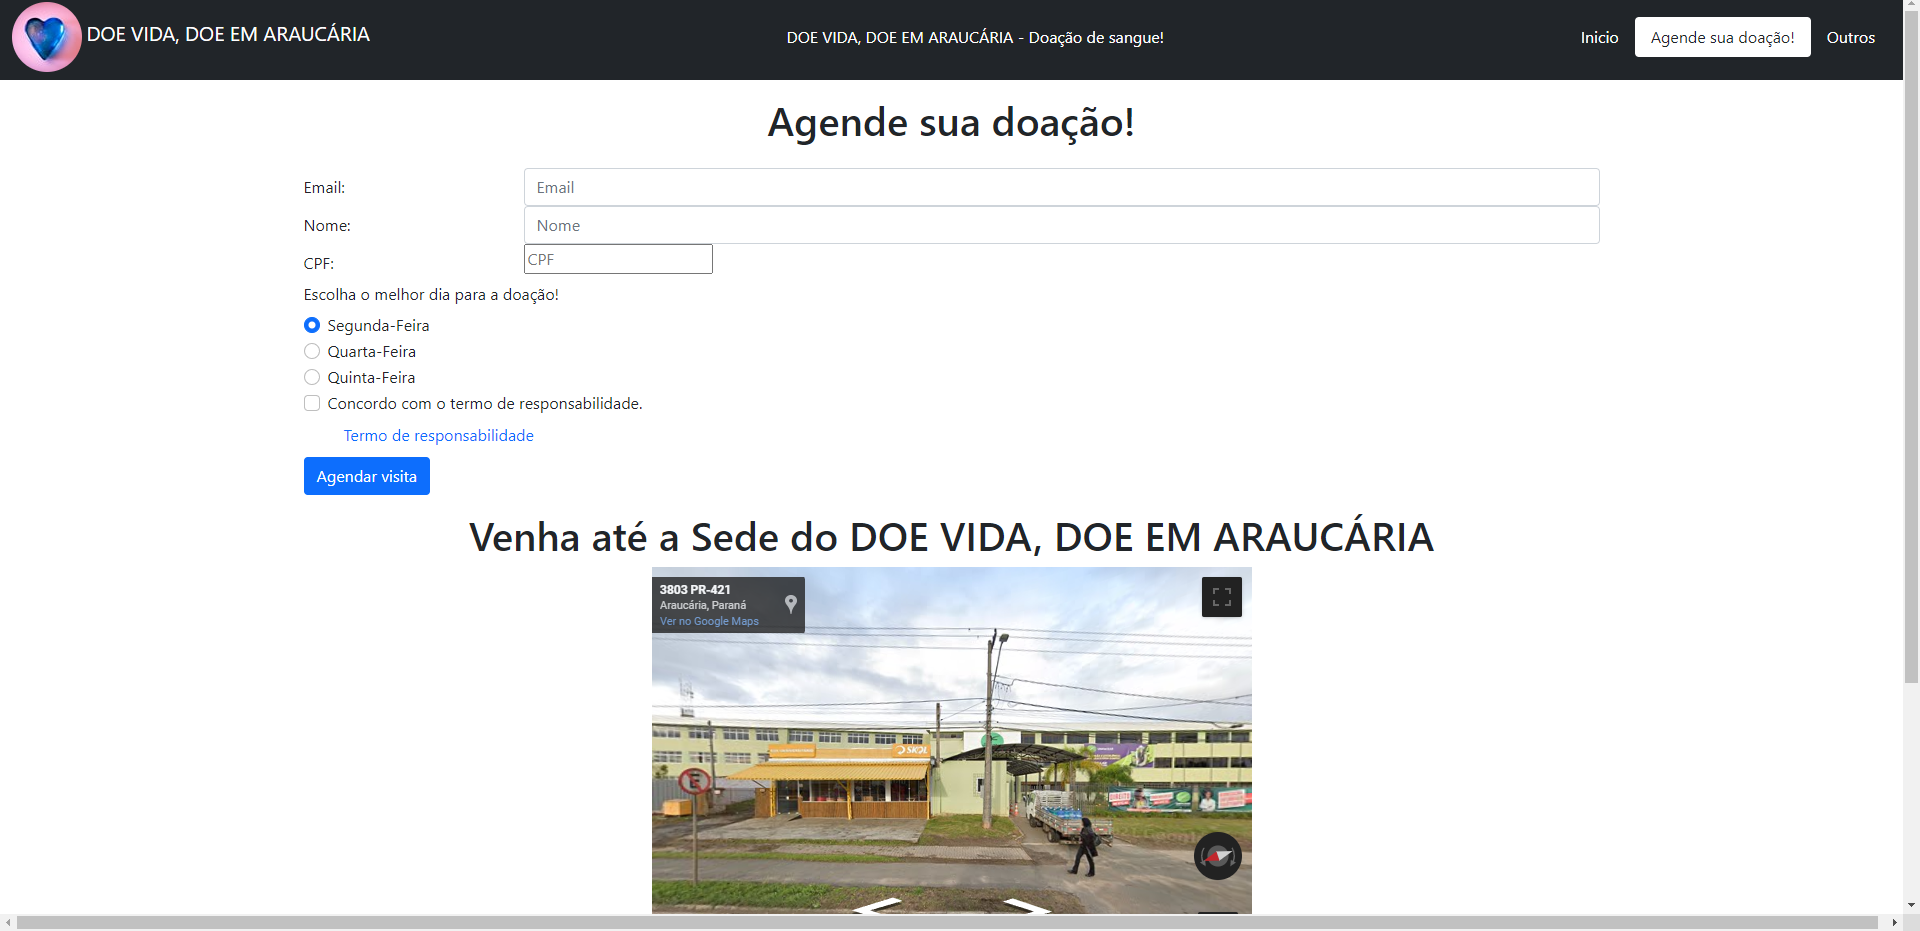 DOE VIDA, DOE EM ARAUCÁRIA
DOE VIDA, DOE EM ARAUCÁRIA - Doação de sangue!
Inicio
Agende sua doação!
Outros
Agende sua doação!
Email:
Email
Nome:
Nome
CPF:
CPF
Escolha o melhor dia para a doação!
Segunda-Feira
Quarta-Feira
Quinta-Feira
Concordo com o termo de responsabilidade.
Termo de responsabilidade
Agendar visita
Venha até a Sede do DOE VIDA, DOE EM ARAUCÁRIA
3803 PR-421
Araucária, Paraná
Ver no Google Maps
SKOL
E
DIREITO